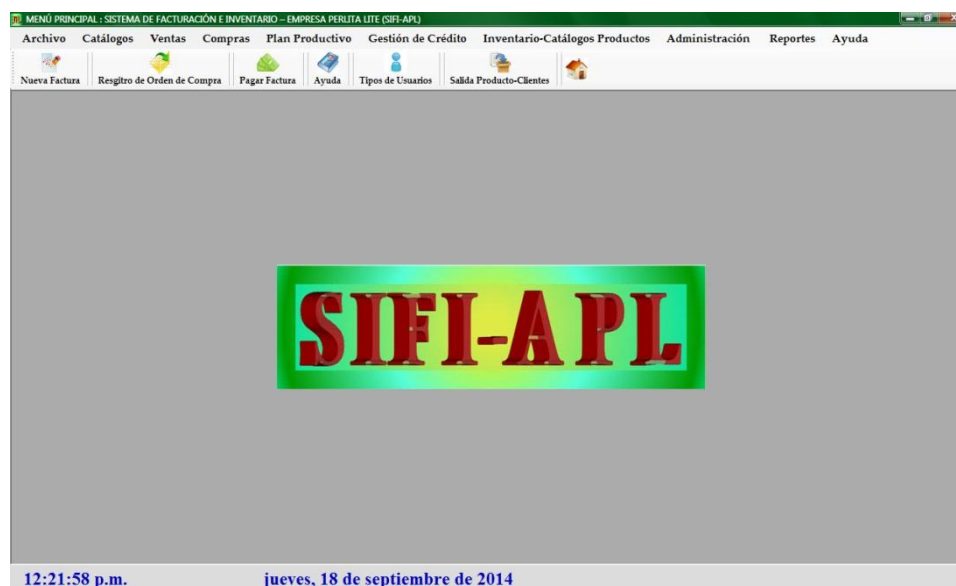 MENÚ PRINCIPAL : SISTEMA DE FACTURACIÓN E INVENTARIO – EMPRESA PERLITA LITE (SIFI-APL)
Archivo Catálogos Ventas Compras Plan Productivo Gestión de Crédito Inventario-Catálogos Productos Administración Reportes Ayuda
Nueva Factura Resgitro de Orden de Compra Pagar Factura Ayuda Tipos de Usuarios Salida Producto-Clientes
SIFI-APL
12:21:58 p.m. jueves, 18 de septiembre de 2014